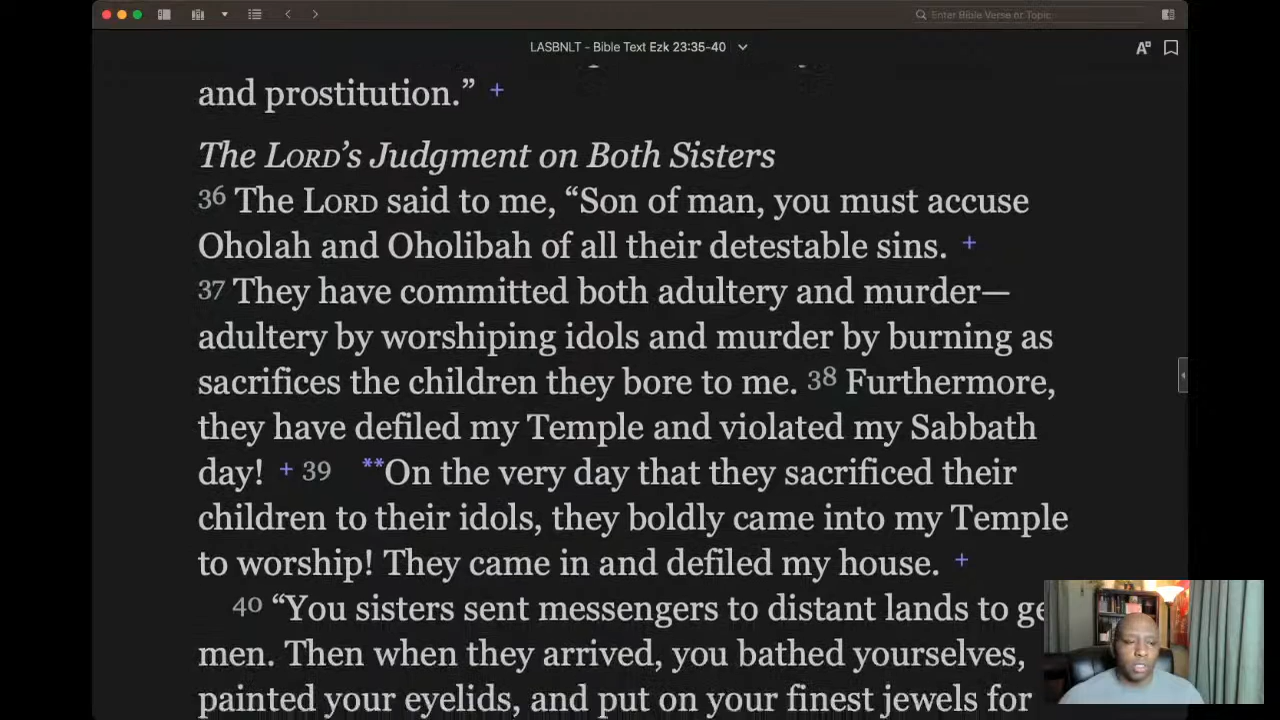 Enter Bible Verse or Topic
LASBNLT - Bible Text Ezk 23:35-40
and prostitution.” +
The LORD’s Judgment on Both Sisters
36 The LORD said to me, “Son of man, you must accuse
Oholah and Oholibah of all their detestable sins. +
37 They have committed both adultery and murder—
adultery by worshiping idols and murder by burning as
sacrifices the children they bore to me. 38 Furthermore,
they have defiled my Temple and violated my Sabbath
day! + 39 **On the very day that they sacrificed their
children to their idols, they boldly came into my Temple
to worship! They came in and defiled my house. +
40 “You sisters sent messengers to distant lands to
men. Then when they arrived, you bathed yourselves,
painted your eyelids, and put on your finest jewels for